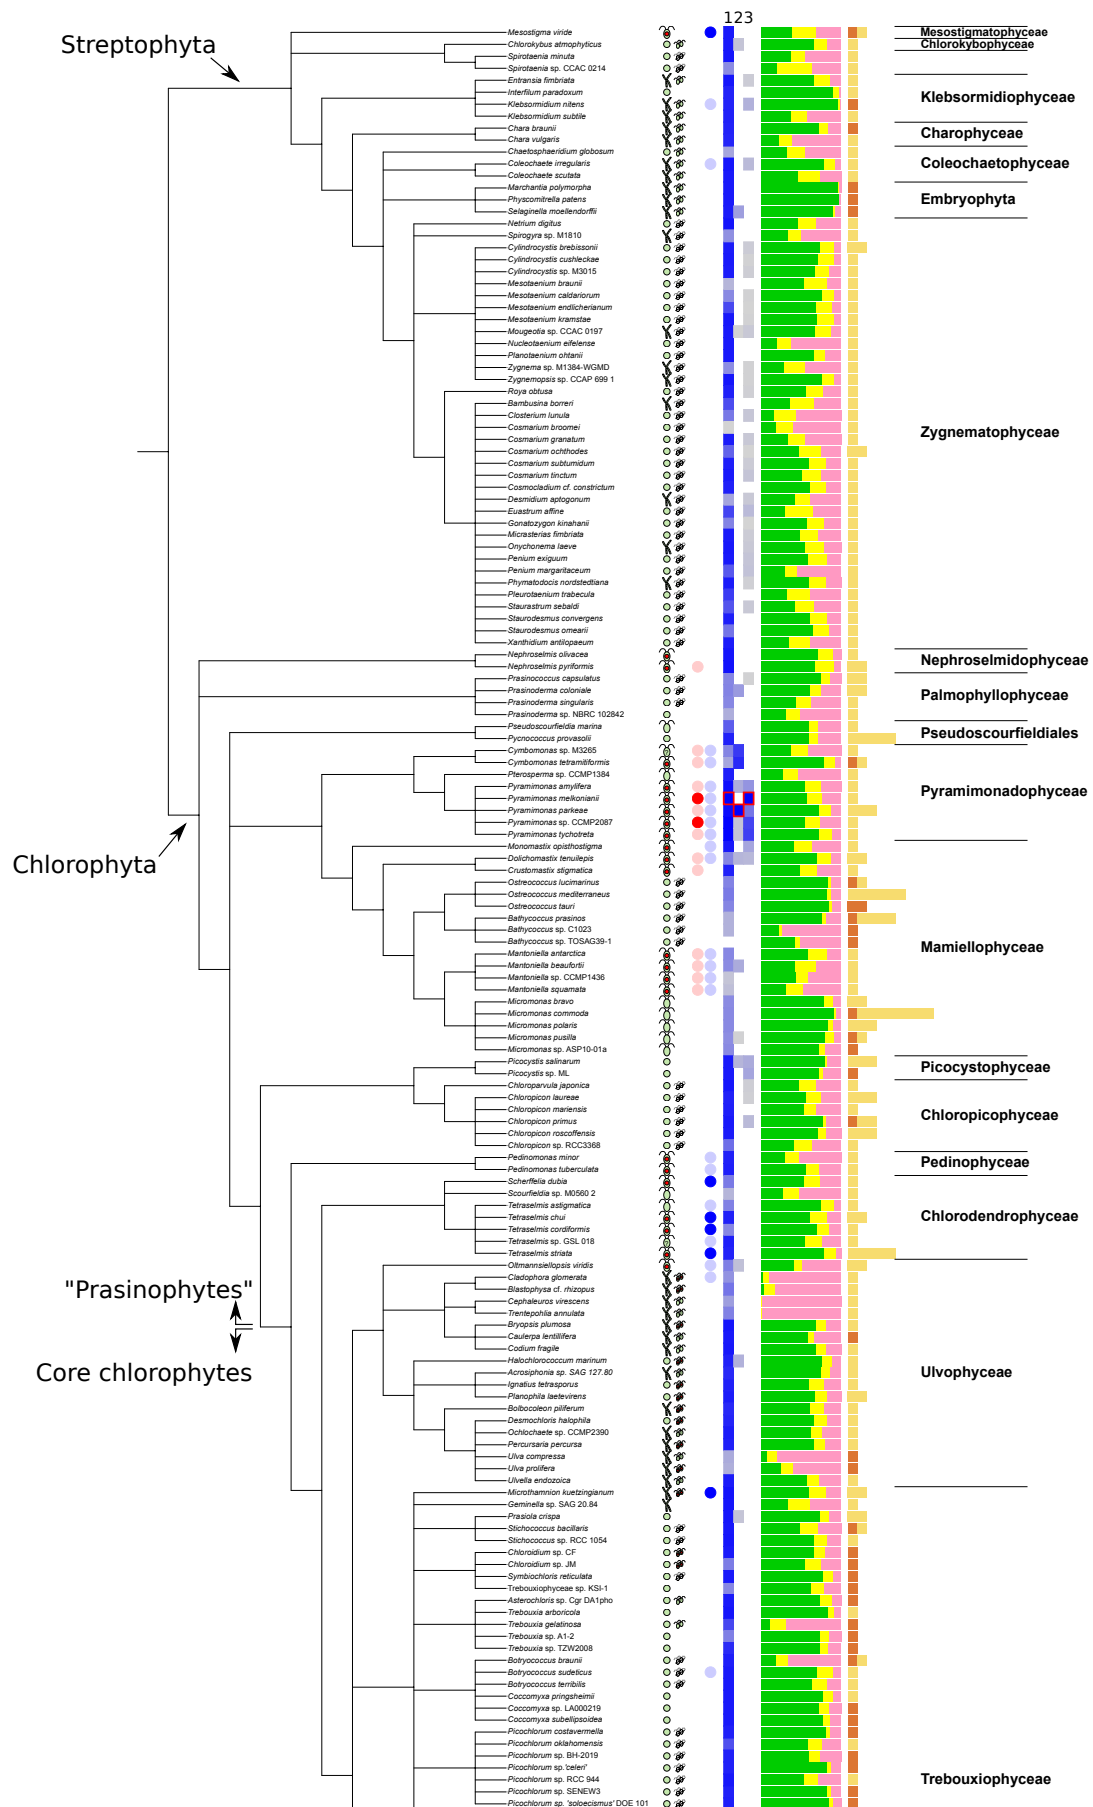 123
Streptophyta
Mesostigma viride
Mesostigmatophyceae
Chlorokybus atmophyticus
Chlorokybophyceae
Spirotaenia minuta
Spirotaenia sp. CCAC 0214
Entransia fimbriata
Interfilum paradoxum
Klebsormidiophyceae
Klebsormidium nitens
Klebsormidium subtile
Chara braunii
Charophyceae
Chara vulgaris
Chaetosphaeridium globosum
Coleochaete irregularis
Coleochaetophyceae
Coleochaete scutata
Marchantia polymorpha
Physcomitrella patens
Embryophyta
Selaginella moellendorffii
Netrium digitus
Spirogyra sp. M1810
Cylindrocystis brebissonii
Cylindrocystis cushleckae
Cylindrocystis sp. M3015
Mesotaenium braunii
Mesotaenium caldariorum
Mesotaenium endlicherianum
Mesotaenium kramstae
Mougeotia sp. CCAC 0197
Nucleotaenium eifelense
Planotaenium ohtanii
Zygnema sp. M1384-WGMD
Zygnemopsis sp. CCAP 699 1
Roya obtusa
Bambusina borreri
Closterium lunula
Cosmarium broomei
Zygnematophyceae
Cosmarium granatum
Cosmarium ochthodes
Cosmarium subtumidum
Cosmarium tinctum
Cosmocladium cf. constrictum
Desmidium aptogonum
Euastrum affine
Gonatozygon kinahanii
Micrasterias fimbriata
Onychonema laeve
Penium exiguum
Penium margaritaceum
Phymatodocis nordstedtiana
Pleurotaenium trabecula
Staurastrum sebaldi
Staurodesmus convergens
Staurodesmus omearii
Xanthidium antilopaeum
Nephroselmis olivacea
Nephroselmidophyceae
Nephroselmis pyriformis
Prasinococcus capsulatus
Prasinoderma coloniale
Palmophyllophyceae
Prasinoderma singularis
Prasinoderma sp. NBRC 102842
Pseudoscourfieldia marina
Pseudoscourfieldiales
Pycnococcus provasolii
Cymbomonas sp. M3265
Cymbomonas tetramitiformis
Pterosperma sp. CCMP1384
Pyramimonas amylifera
Pyramimonadophyceae
Pyramimonas melkonianii
Pyramimonas parkeae
Pyramimonas sp. CCMP2087
Pyramimonas tychotreta
Monomastix opisthostigma
Chlorophyta
Dolichomastix tenuilepis
Crustomastix stigmatica
Ostreococcus lucimarinus
Ostreococcus mediterraneus
Ostreococcus tauri
Bathycoccus prasinos
Bathycoccus sp. C1023
Bathycoccus sp. TOSAG39-1
Mamiellophyceae
Mantoniella antarctica
Mantoniella beaufortii
Mantoniella sp. CCMP1436
Mantoniella squamata
Micromonas bravo
Micromonas commoda
Micromonas polaris
Micromonas pusilla
Micromonas sp. ASP10-01a
Picocystis salinarum
Picocystophyceae
Picocystis sp. ML
Chloroparvula japonica
Chloropicon laureae
Chloropicon mariensis
Chloropicophyceae
Chloropicon primus
Chloropicon roscoffensis
Chloropicon sp. RCC3368
Pedinomonas minor
Pedinophyceae
Pedinomonas tuberculata
Scherffelia dubia
Scourfieldia sp. M0560 2
Tetraselmis astigmatica
Tetraselmis chui
Chlorodendrophyceae
Tetraselmis cordiformis
Tetraselmis sp. GSL 018
Tetraselmis striata
Oltmannsiellopsis viridis
Cladophora glomerata
Blastophysa cf. rhizopus
"Prasinophytes"
Cephaleuros virescens
Trentepohlia annulata
Bryopsis plumosa
Caulerpa lentillifera
Codium fragile
Halochlorococcum marinum
Acrosiphonia sp. SAG 127.80
Core chlorophytes
Ulvophyceae
Ignatius tetrasporus
Planophila laetevirens
Bolbocoleon piliferum
Desmochloris halophila
Ochlochaete sp. CCMP2390
Percursaria percursa
Ulva compressa
Ulva prolifera
Ulvella endozoica
Microthamnion kuetzingianum
Geminella sp. SAG 20.84
Prasiola crispa
Stichococcus bacillaris
Stichococcus sp. RCC 1054
Chloroidium sp. CF
Chloroidium sp. JM
Symbiochloris reticulata
Trebouxiophyceae sp. KSI-1
Asterochloris sp. Cgr DA1pho
Trebouxia arboricola
Trebouxia gelatinosa
Trebouxia sp. A1-2
Trebouxia sp. TZW2008
Botryococcus braunii
Botryococcus sudeticus
Botryococcus terribilis
Coccomyxa pringsheimii
Coccomyxa sp. LA000219
Coccomyxa subellipsoidea
Picochlorum costavermella
Picochlorum oklahomensis
Picochlorum sp. BH-2019
Picochlorum sp.'celeri'
Trebouxiophyceae
Picochlorum sp. RCC 944
Picochlorum sp. SENEW3
Picochlorum sp. 'soloecismus' DOE 101